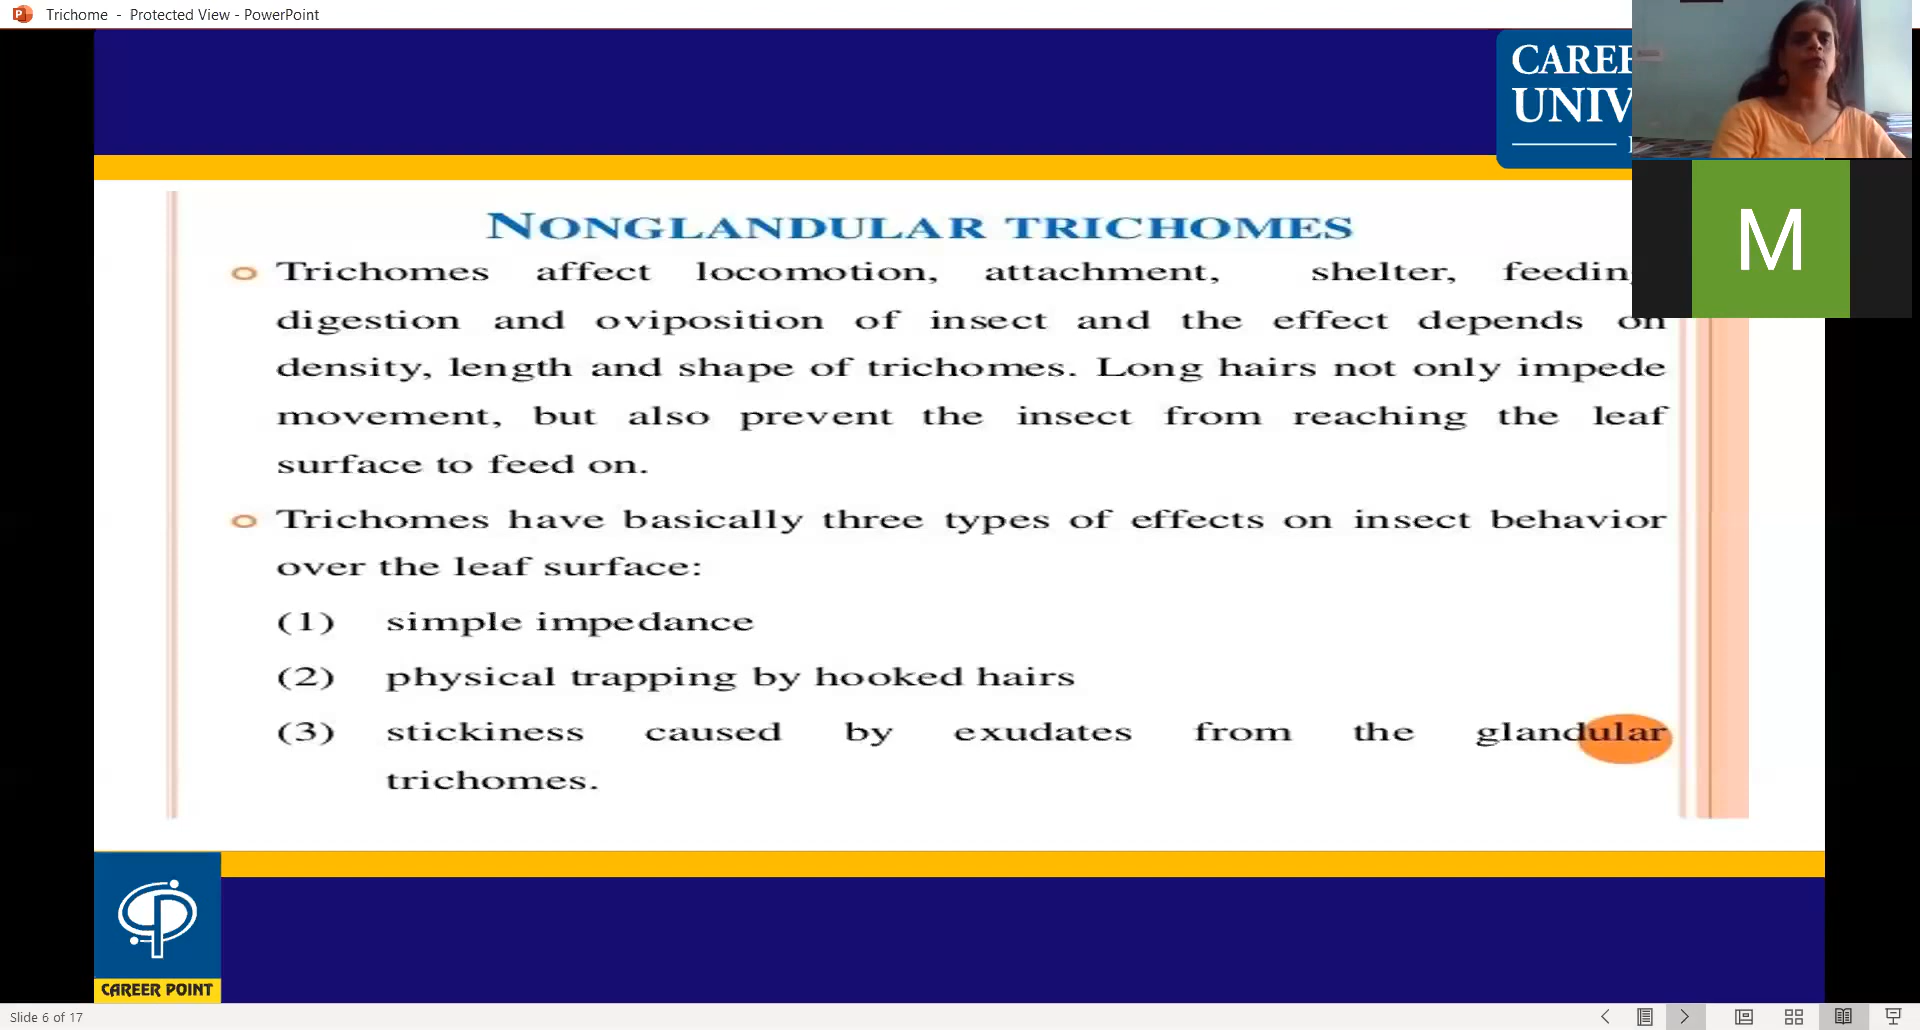 Trichome - Protected View - PowerPoint
CAREE
UNIV
NONGLANDULAR TRICHOMES
Trichomes affect locomotion, attachment, shelter, feedin
digestion and oviposition of insect and the effect depends on
density, length and shape of trichomes. Long hairs not only impede
movement, but also prevent the insect from reaching the leaf
surface to feed on.
Trichomes have basically three types of effects on insect behavior
over the leaf surface:
(1) simple impedance
(2) physical trapping by hooked hairs
(3) stickiness caused by exudates from the glandular
trichomes.
M
CAREER POINT
Slide 6 of 17